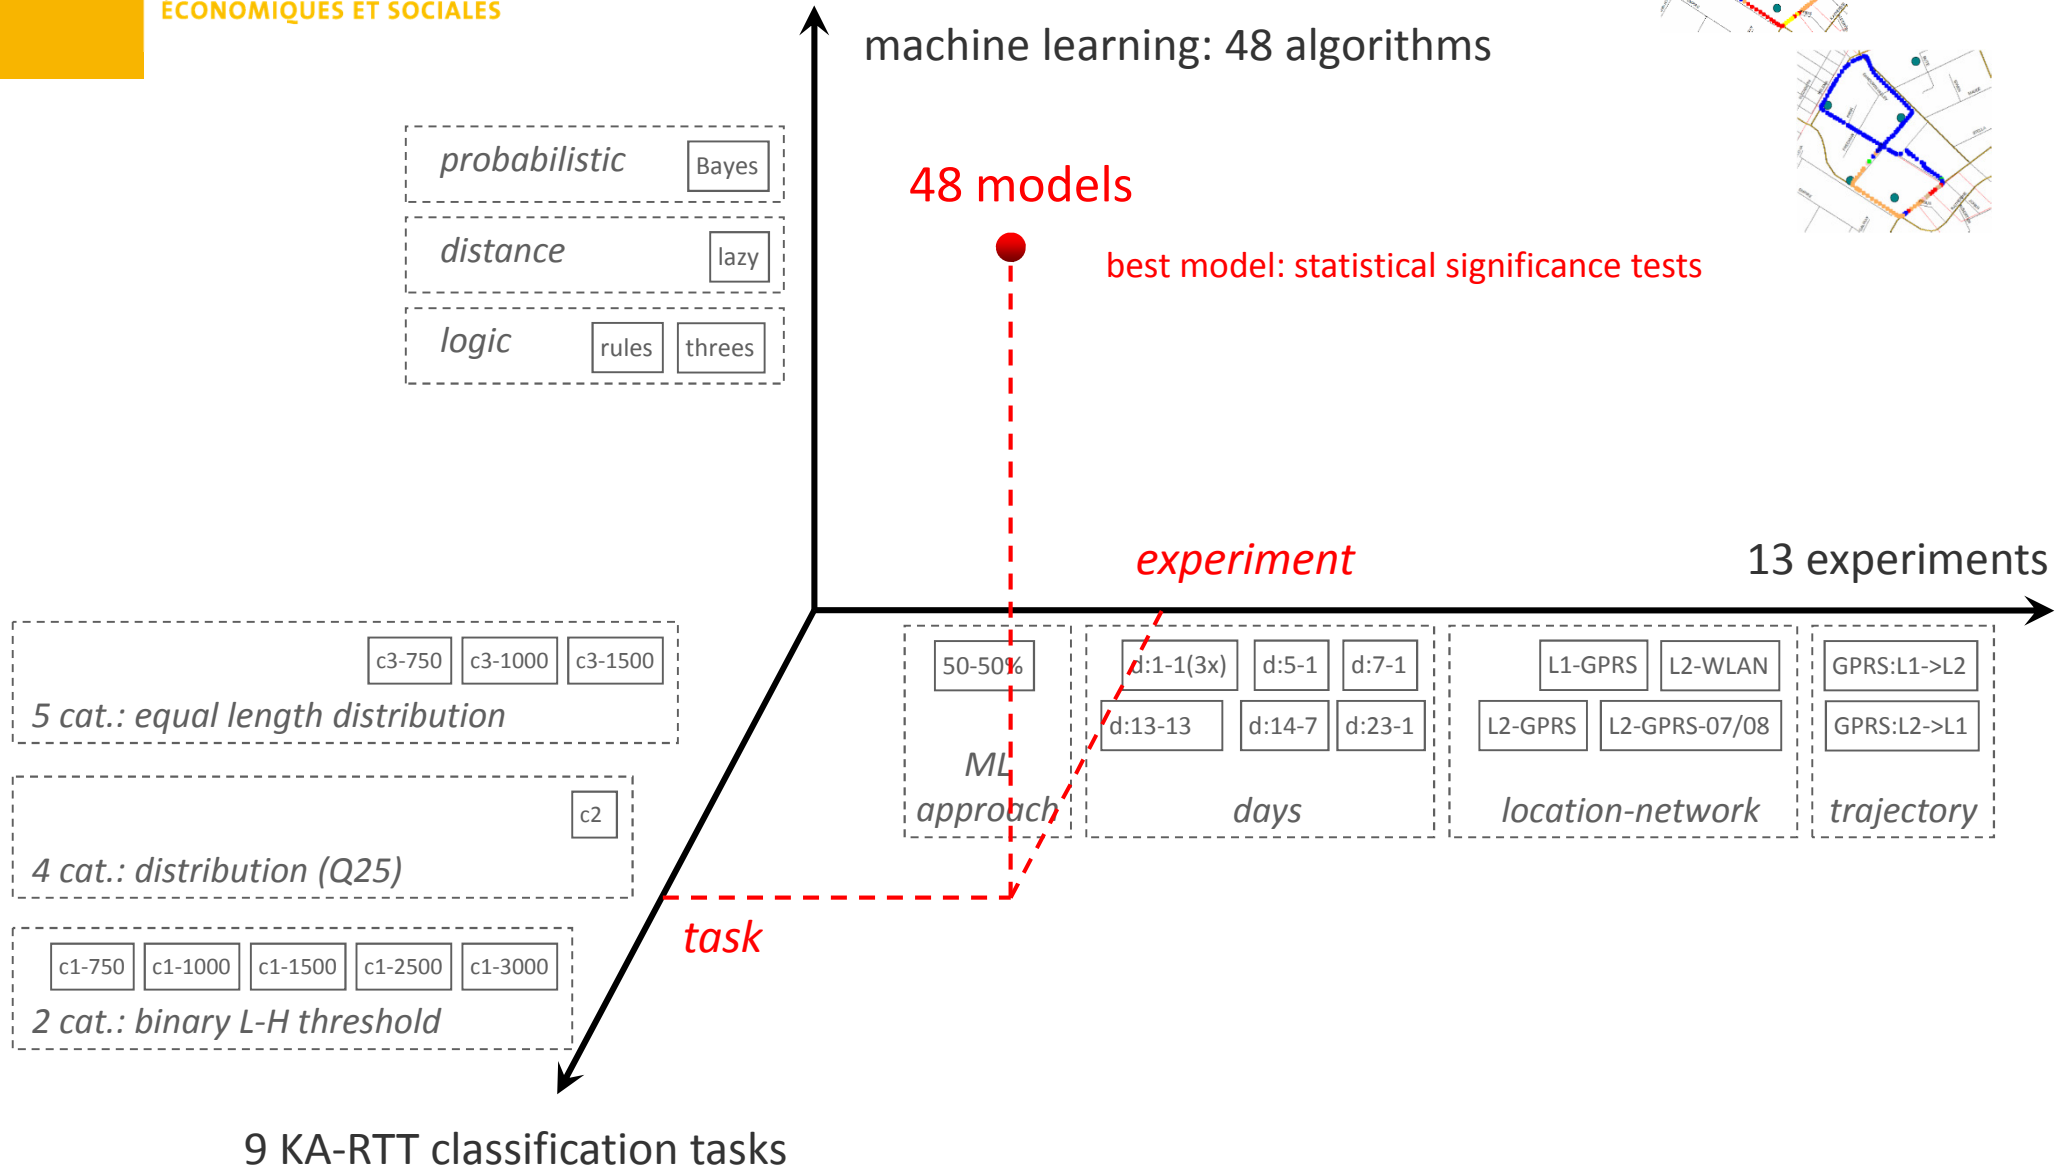 ECONOMIQUES ET SOCIALES
machine learning: 48 algorithms
probabilistic
Bayes
48 models
distance
lazy
best model: statistical significance tests
logic
rules
threes
experiment
13 experiments
c3-750
c3-1000
c3-1500
5 cat.: equal length distribution
50-50%
d:1-1(3x)
d:5-1
d:7-1
L1-GPRS
L2-WLAN
GPRS:L1->L2
d:13-13
d:14-7
d:23-1
L2-GPRS
L2-GPRS-07/08
GPRS:L2->L1
ML
approach
days
location-network
trajectory
c2
4 cat.: distribution (Q25)
task
c1-750
c1-1000
c1-1500
c1-2500
c1-3000
2 cat.: binary L-H threshold
9 KA-RTT classification tasks